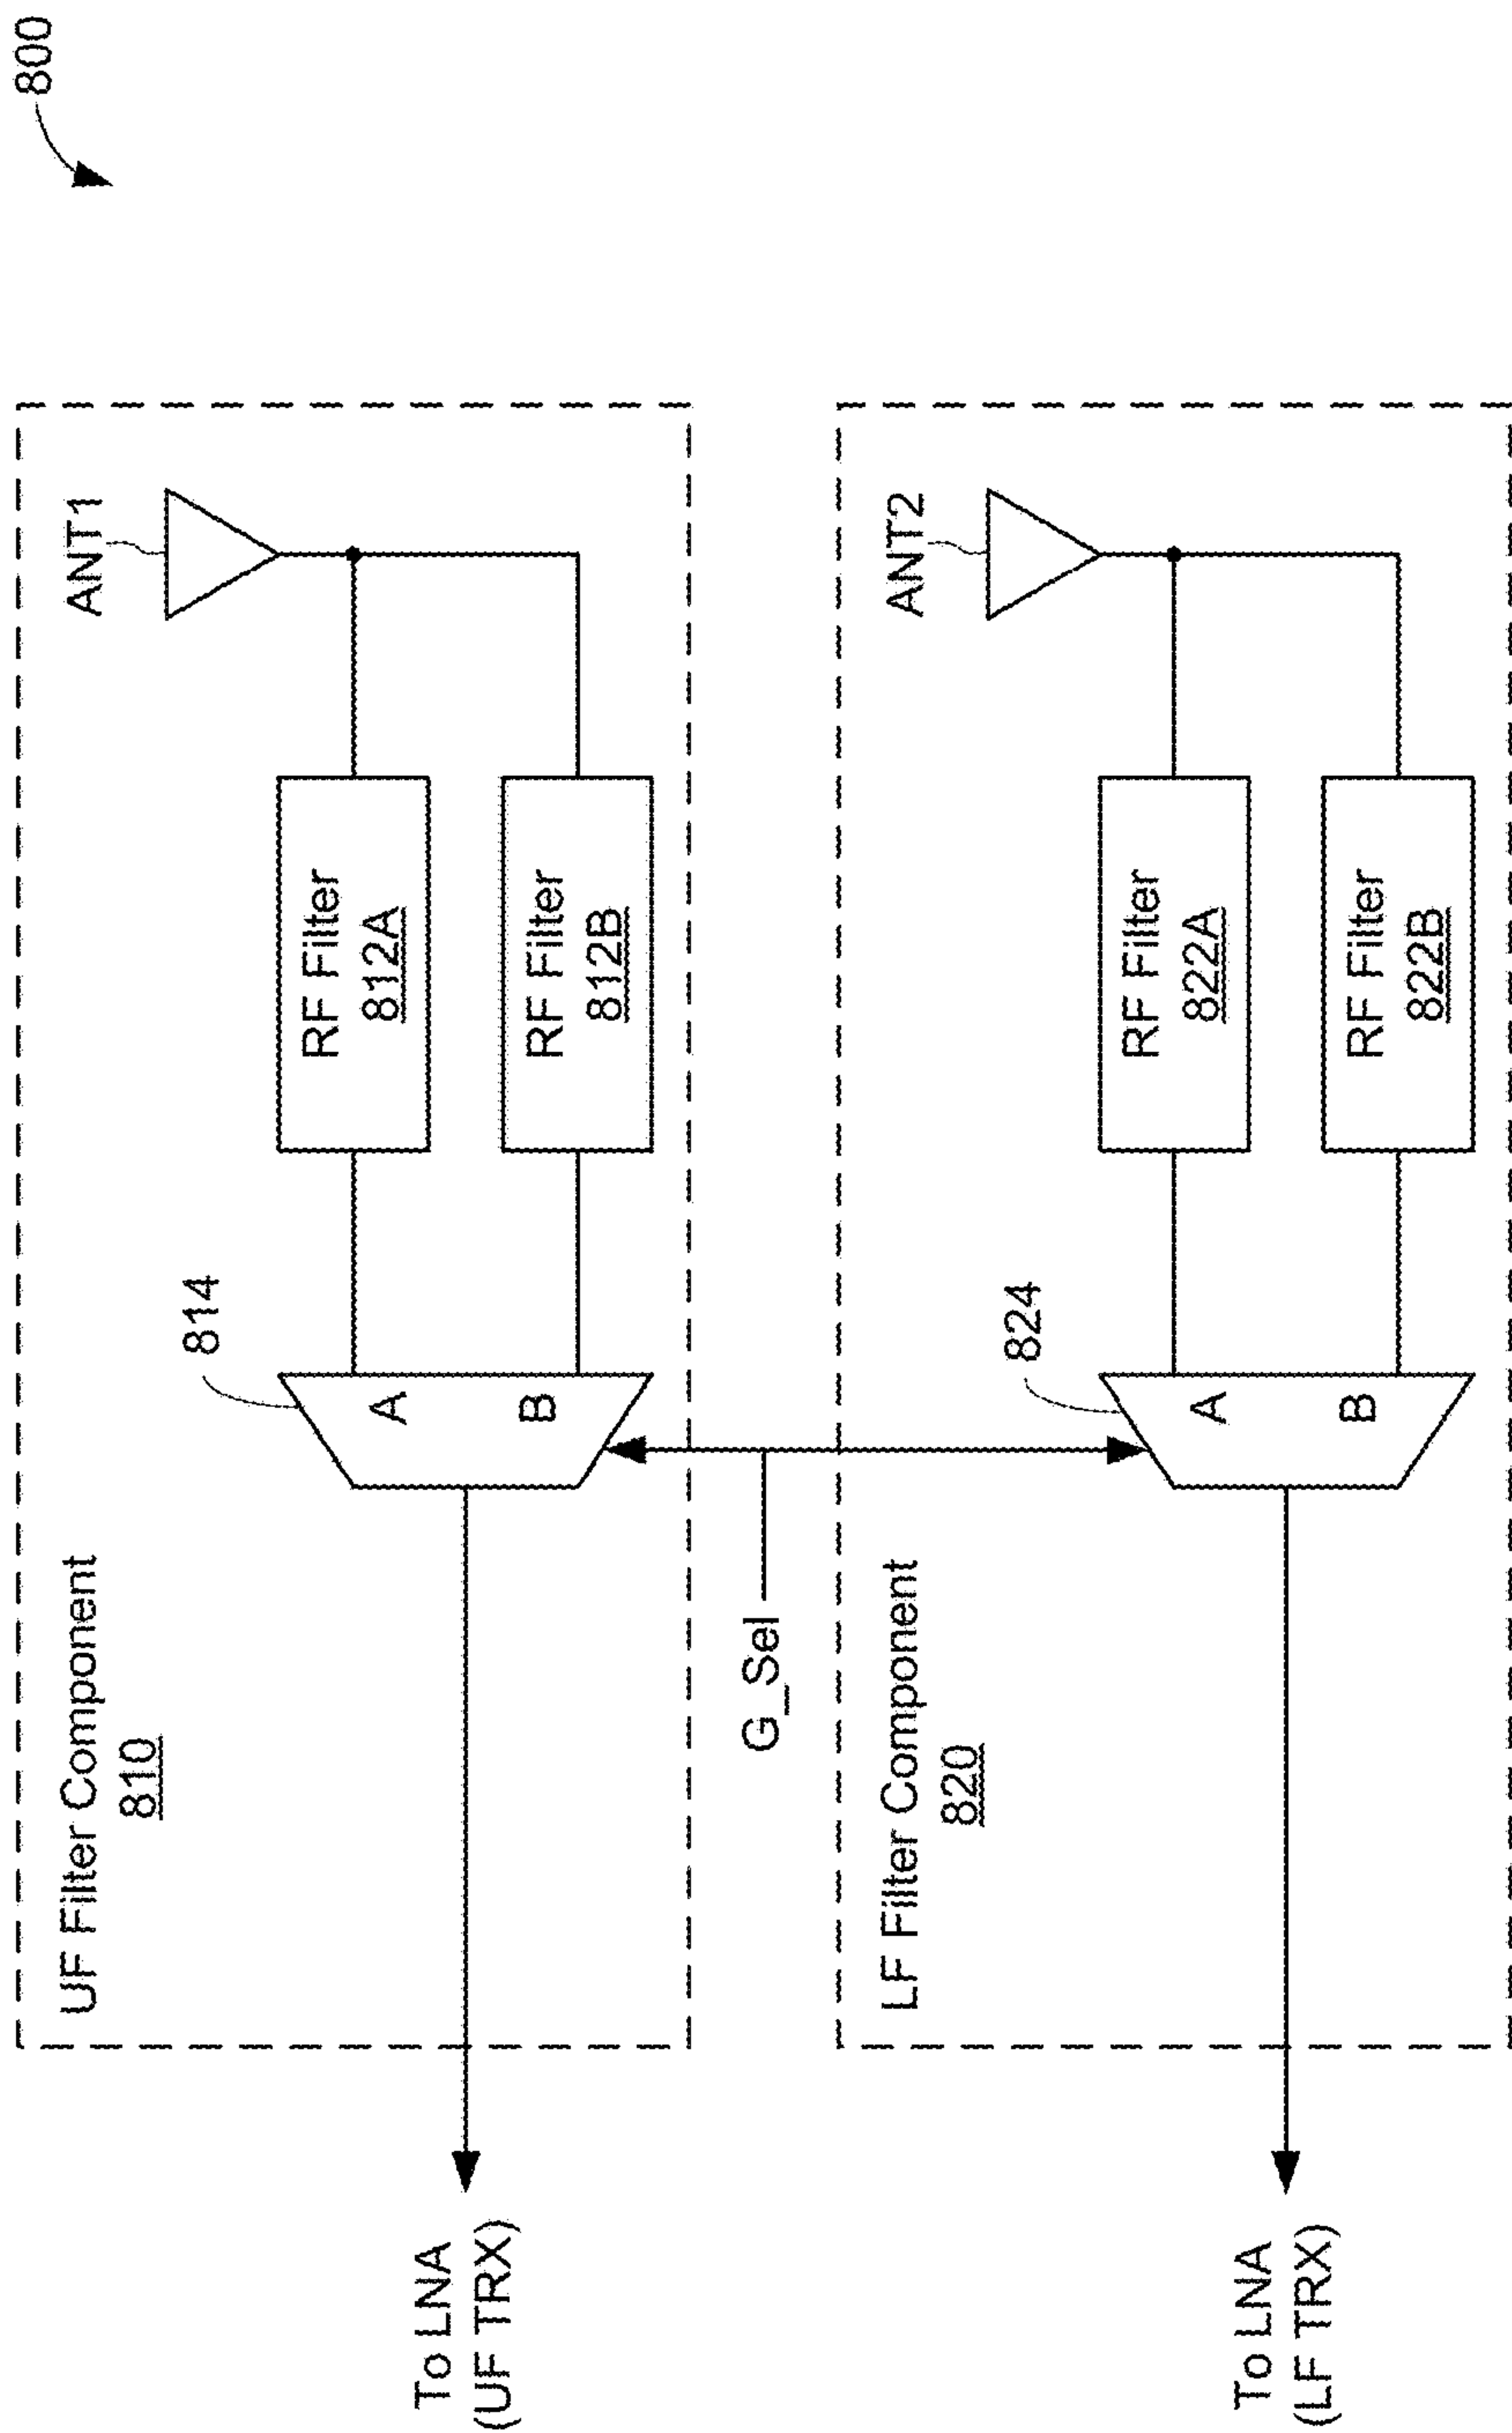 800
UF Filter Component
810
ANT1
814
A
B
RF Filter
812A
RF Filter
812B
To LNA
(UF TRX)
G_Sel
LF Filter Component
820
ANT2
824
A
B
RF Filter
822A
RF Filter
822B
To LNA
(LF TRX)